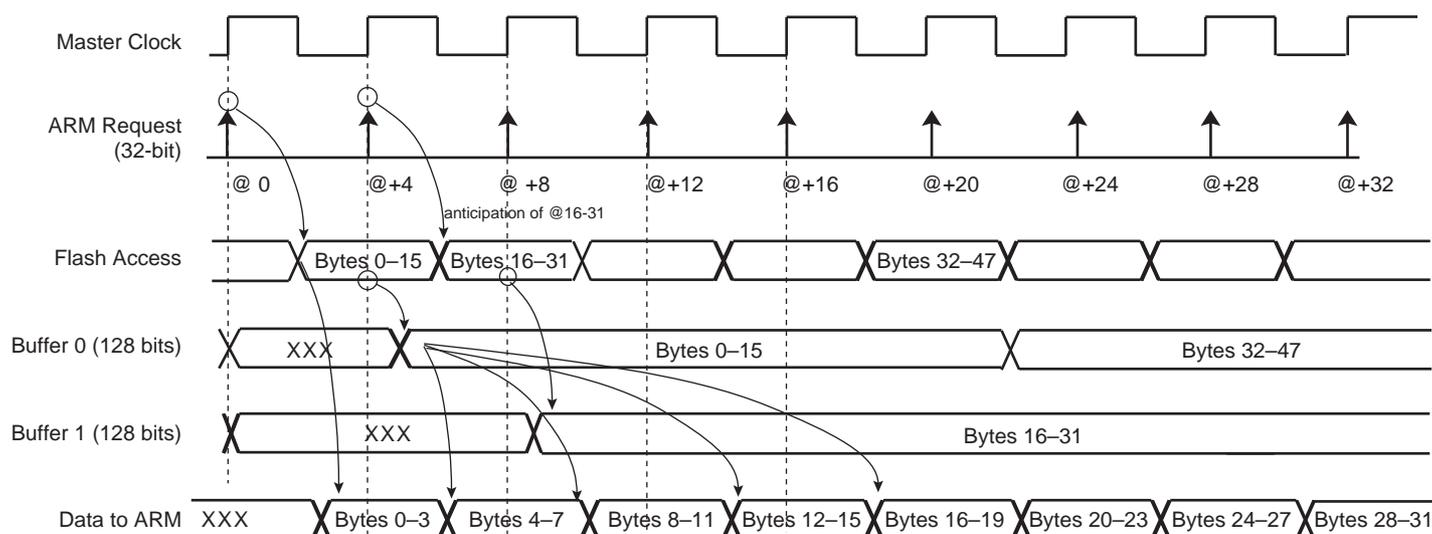 Master Clock
ARM Request
(32-bit)
@ 0
@+4
@ +8
@+12
@+16
@+20
@+24
@+28
@+32
anticipation of @16-31
Flash Access
Bytes 0–15
Bytes 16–31
Bytes 32–47
Buffer 0 (128 bits)
XXX
Bytes 0–15
Bytes 32–47
Buffer 1 (128 bits)
XXX
Bytes 16–31
Data to ARM
XXX
Bytes 0–3
Bytes 4–7
Bytes 8–11
Bytes 12–15
Bytes 16–19
Bytes 20–23
Bytes 24–27
Bytes 28–31